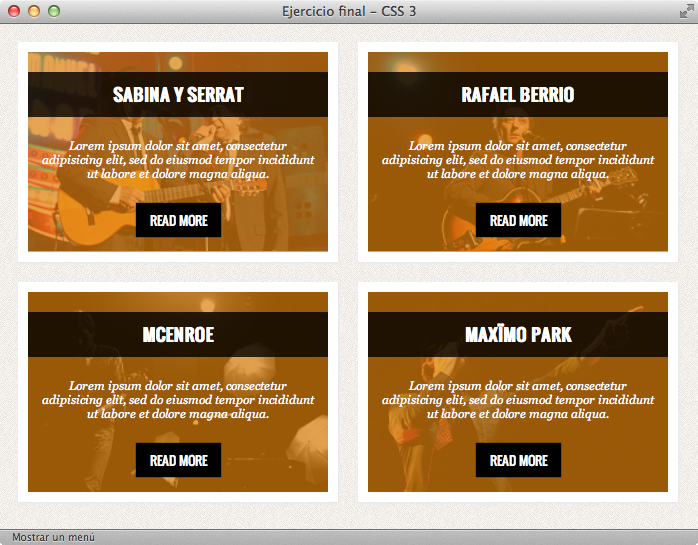 Ejercicio final - CSS 3
SABINA Y SERRAT
Lorem ipsum dolor sit amet, consectetur
adipisicing elit, sed do eiusmod tempor incididunt
ut labore et dolore magna aliqua.
READ MORE
RAFAEL BERRIO
Lorem ipsum dolor sit amet, consectetur
adipisicing elit, sed do eiusmod tempor incididunt
ut labore et dolore magna aliqua.
READ MORE
MCENROE
Lorem ipsum dolor sit amet, consectetur
adipisicing elit, sed do eiusmod tempor incididunt
ut labore et dolore magna aliqua.
READ MORE
MAXÏMO PARK
Lorem ipsum dolor sit amet, consectetur
adipisicing elit, sed do eiusmod tempor incididunt
ut labore et dolore magna aliqua.
READ MORE
Mostrar un menú